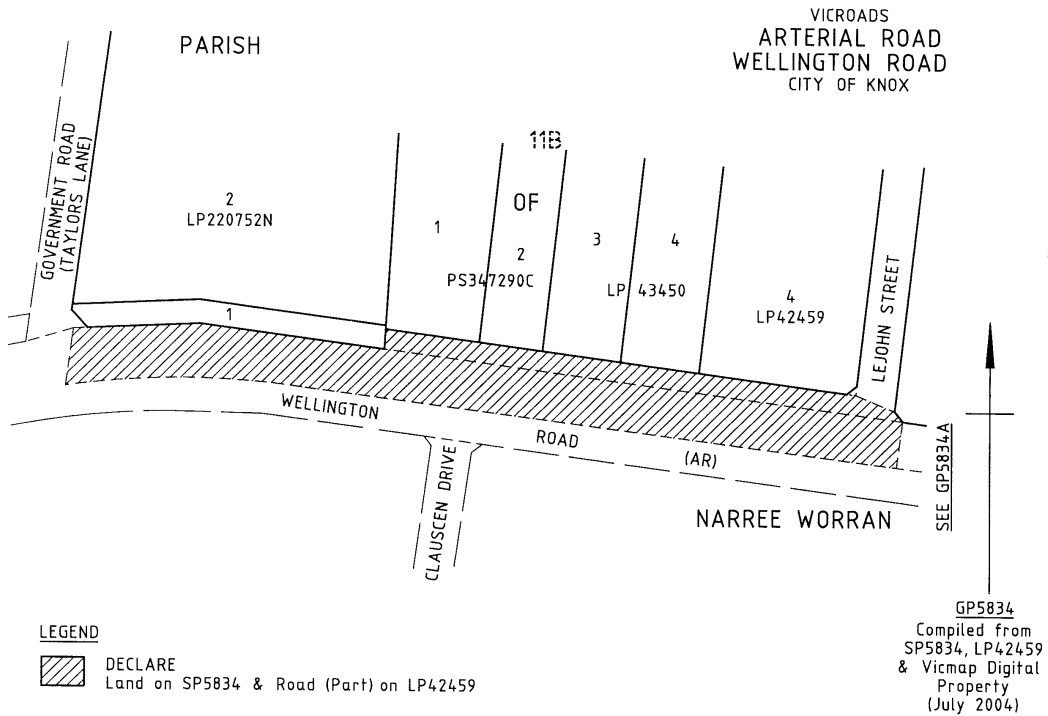 VICROADS
ARTERIAL ROAD
WELLINGTON ROAD
CITY OF KNOX
PARISH
11B
OF
GOVERNMENT ROAD
(TAYLORS LANE)
2
LP220752N
1
1
2
PS347290C
3
4
LP 43450
4
LP42459
LEJOHN STREET
WELLINGTON ROAD (AR)
CLAUSCEN DRIVE
NARREE WORRAN
SEE GP5834A
LEGEND
DECLARE
Land on SP5834 & Road (Part) on LP42459
GP5834
Compiled from
SP5834, LP42459
& Vicmap Digital
Property
(July 2004)